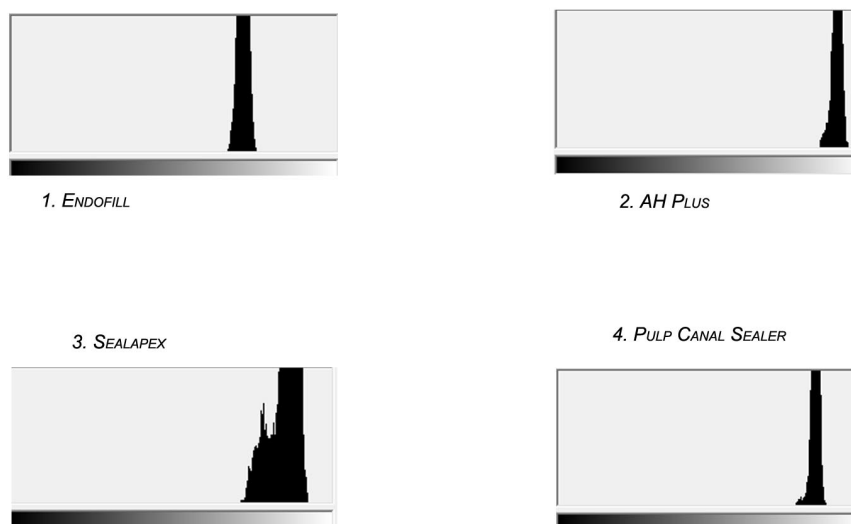 1. ENDOFILL
2. AH PLUS
3. SEALAPEX
4. PULP CANAL SEALER